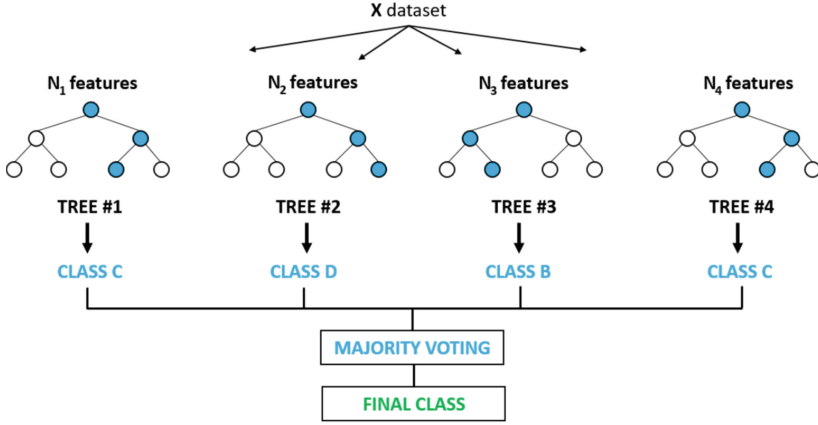 X dataset
N₁ features
N₂ features
N₃ features
N₄ features
TREE #1
TREE #2
TREE #3
TREE #4
CLASS C
CLASS D
CLASS B
CLASS C
MAJORITY VOTING
FINAL CLASS